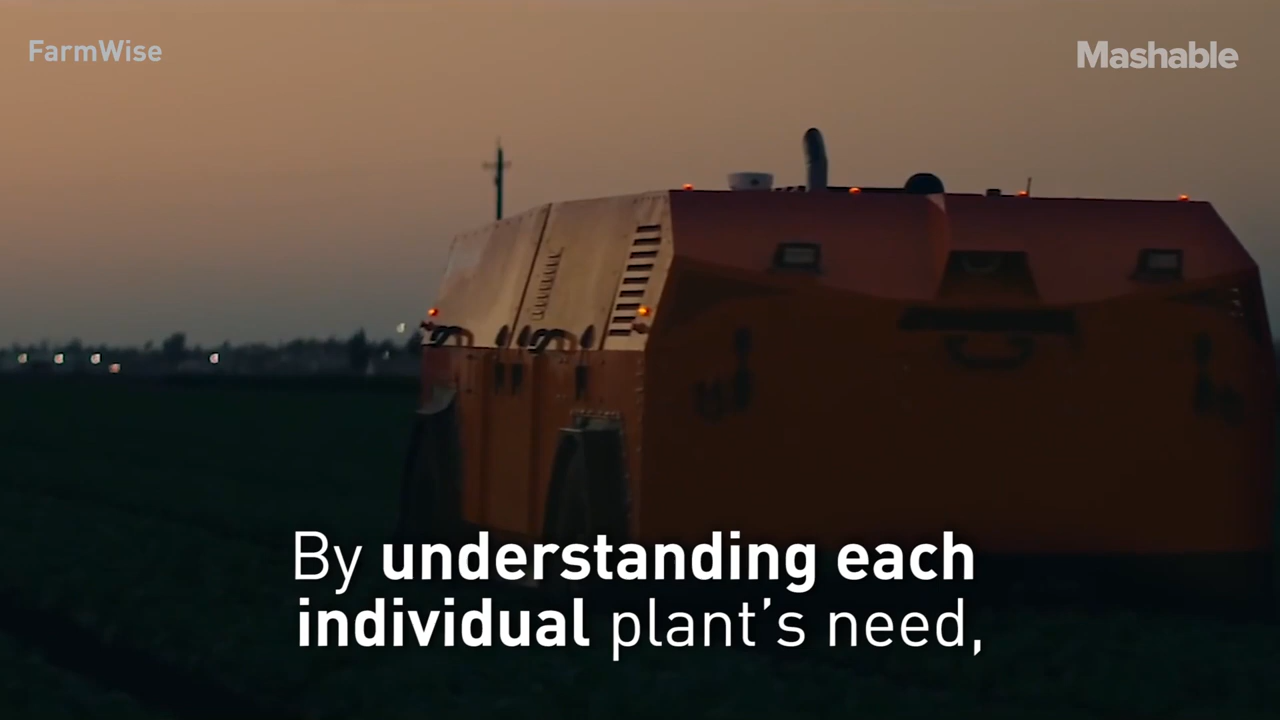 FarmWise
Mashable
By understanding each
individual plant's need,